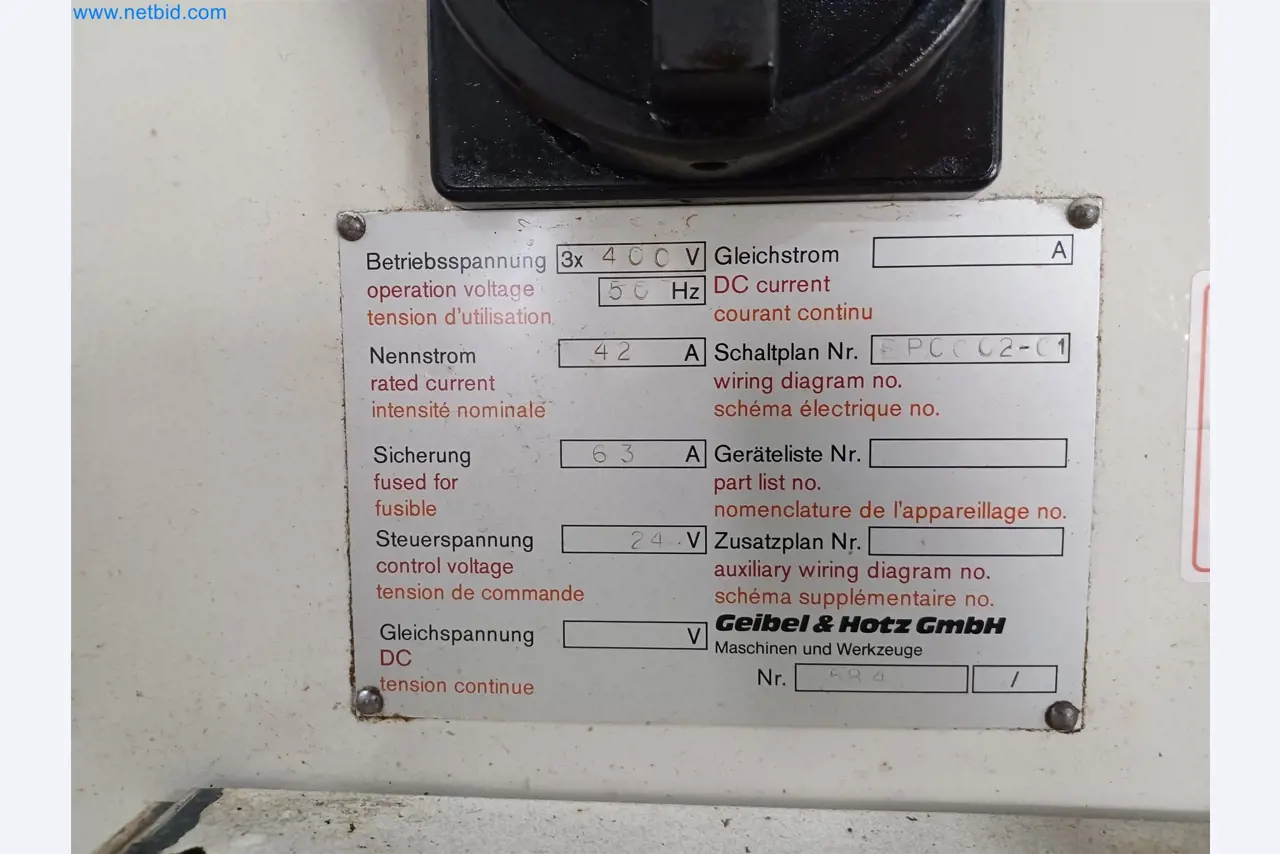 www.netbid.com
Betriebsspannung 3x 400 V
operation voltage 50 Hz
tension d'utilisation
Nennstrom 42 A
rated current
intensité nominale
Sicherung 63 A
fused for
fusible
Steuerspannung 24 V
control voltage
tension de commande
Gleichspannung V
DC
tension continue
Gleichstrom A
DC current
courant continu
Schaltplan Nr.
wiring diagram no.
schéma électrique no.
Geräteliste Nr.
part list no.
nomenclature de l'appareillage no.
Zusatzplan Nr.
auxiliary wiring diagram no.
schéma supplémentaire no.
Geibel & Hotz GmbH
Maschinen und Werkzeuge
Nr. /